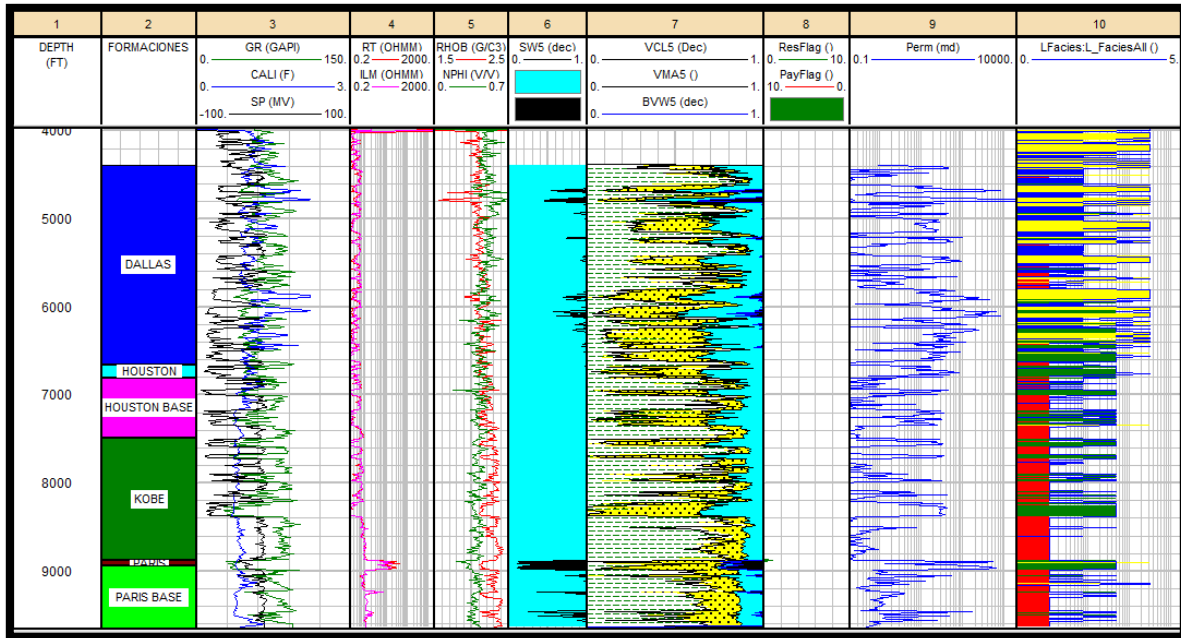 1 2 3 4 5 6 7 8 9 10
DEPTH (FT)
FORMACIONES
GR (GAPI)
0. 150.
CALI (F)
0. 3.
SP (MV)
-100. 100.
RT (OHMM)
0.2 2000.
ILM (OHMM)
0.2 2000.
RHOB (G/C3)
1.5 2.5
NPHI (V/V)
0. 0.7
SW5 (dec)
0. 1.
VCL5 (Dec)
0. 1.
VMA5 ()
0. 1.
BVW5 (dec)
0. 1.
ResFlag ()
0. 10.
PayFlag ()
10. 0.
Perm (md)
0.1 10000.
LFacies:L_FaciesAll ()
0. 5.
4000
5000
DALLAS
6000
HOUSTON
7000
HOUSTON BASE
8000
KOBE
PARIS
9000
PARIS BASE